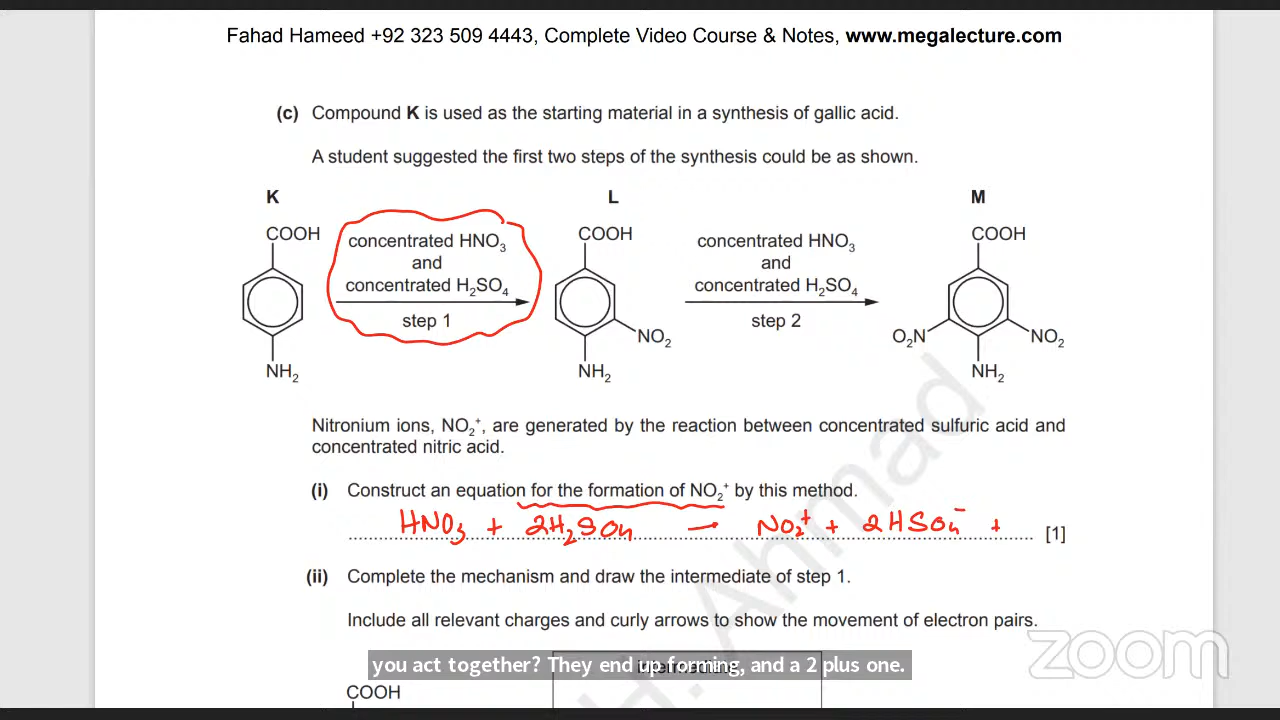 Fahad Hameed +92 323 509 4443, Complete Video Course & Notes, www.megalecture.com
(c) Compound K is used as the starting material in a synthesis of gallic acid.
A student suggested the first two steps of the synthesis could be as shown.
K L M
COOH concentrated HNO₃ and concentrated H₂SO₄ step 1 NH₂
COOH NO₂ NH₂
concentrated HNO₃ and concentrated H₂SO₄ step 2
COOH O₂N NO₂ NH₂
Nitronium ions, NO₂⁺, are generated by the reaction between concentrated sulfuric acid and
concentrated nitric acid.
(i) Construct an equation for the formation of NO₂⁺ by this method.
HNO₃ + 2H₂SO₄ → NO₂⁺ + 2HSO₄⁻ +
[1]
(ii) Complete the mechanism and draw the intermediate of step 1.
Include all relevant charges and curly arrows to show the movement of electron pairs.
zoom
you act together? They end up forming, and a 2 plus one.
COOH
H. Ahmad